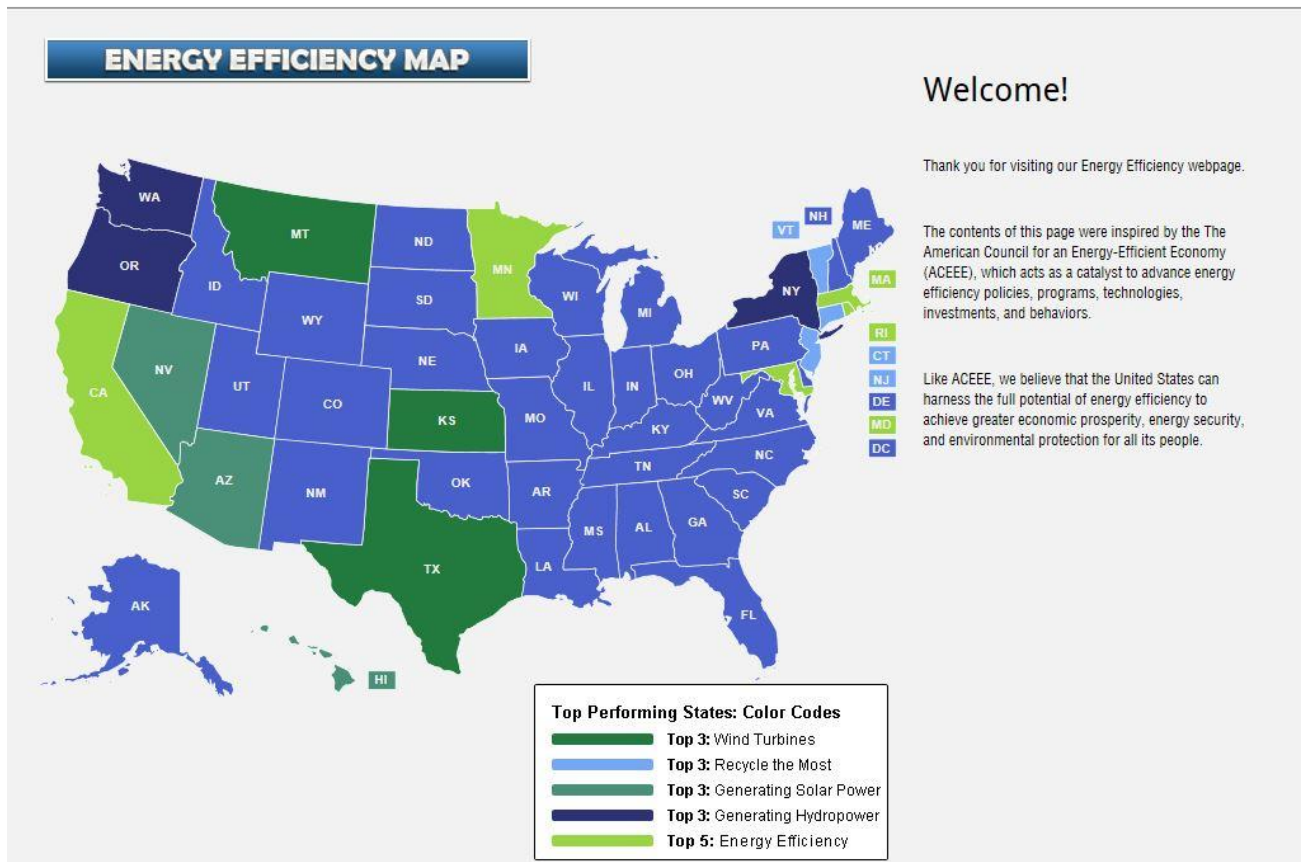 ENERGY EFFICIENCY MAP
Welcome!
Thank you for visiting our Energy Efficiency webpage.
The contents of this page were inspired by the The
American Council for an Energy-Efficient Economy
(ACEEE), which acts as a catalyst to advance energy
efficiency policies, programs, technologies,
investments, and behaviors.
Like ACEEE, we believe that the United States can
harness the full potential of energy efficiency to
achieve greater economic prosperity, energy security,
and environmental protection for all its people.
WA
MT
ND
MN
VT
NH
ME
OR
ID
SD
WI
MI
NY
MA
WY
RI
CT
NJ
DE
MD
DC
CA
NV
UT
CO
NE
IA
IL
IN
OH
PA
WV
VA
KS
MO
KY
AZ
NM
OK
AR
TN
NC
SC
TX
LA
MS
AL
GA
FL
AK
HI
Top Performing States: Color Codes
Top 3: Wind Turbines
Top 3: Recycle the Most
Top 3: Generating Solar Power
Top 3: Generating Hydropower
Top 5: Energy Efficiency